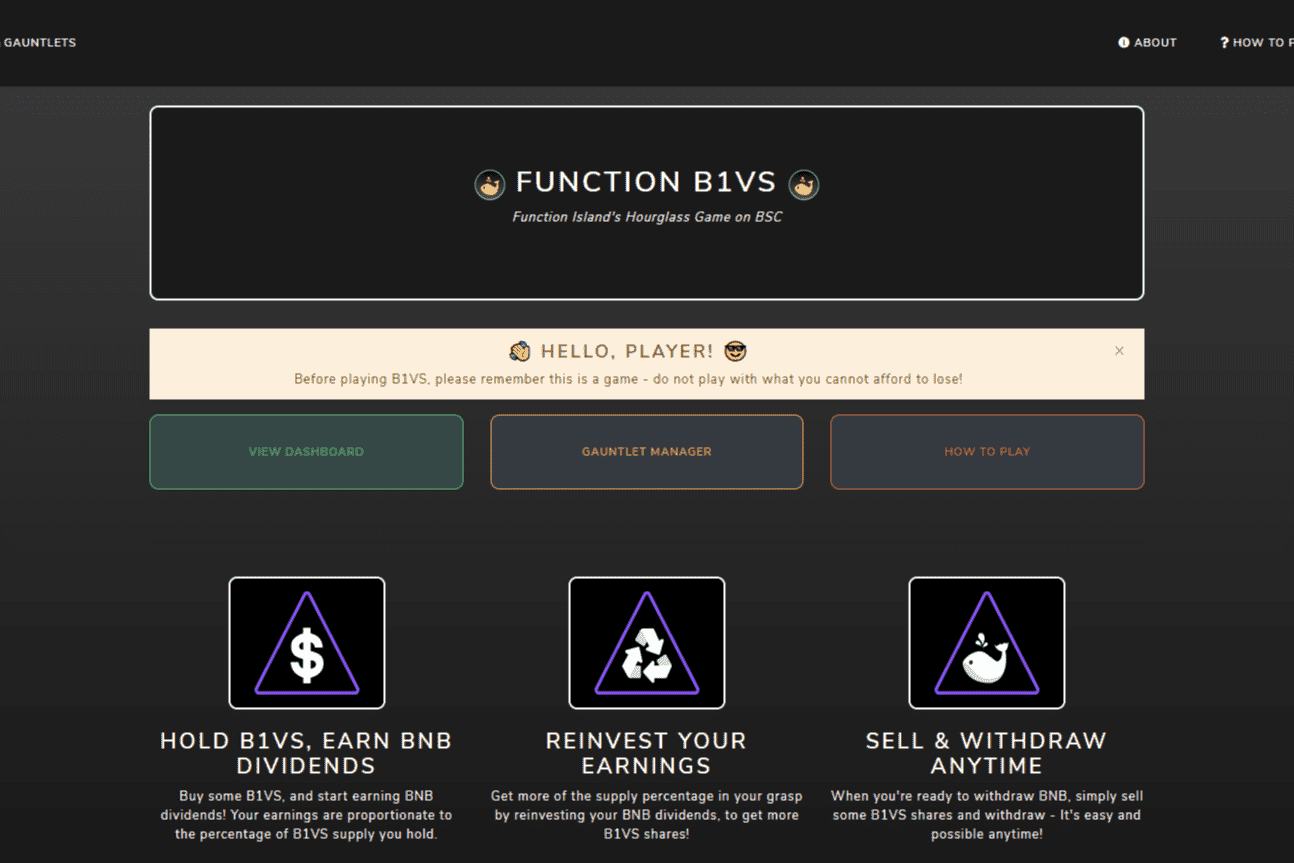 GAUNTLETS
ABOUT
HOW TO P
FUNCTION B1VS
Function Island's Hourglass Game on BSC
HELLO, PLAYER!
×
Before playing B1VS, please remember this is a game - do not play with what you cannot afford to lose!
VIEW DASHBOARD
GAUNTLET MANAGER
HOW TO PLAY
$
HOLD B1VS, EARN BNB
DIVIDENDS
Buy some B1VS, and start earning BNB
dividends! Your earnings are proportionate to
the percentage of B1VS supply you hold.
REINVEST YOUR
EARNINGS
Get more of the supply percentage in your grasp
by reinvesting your BNB dividends, to get more
B1VS shares!
SELL & WITHDRAW
ANYTIME
When you're ready to withdraw BNB, simply sell
some B1VS shares and withdraw - It's easy and
possible anytime!